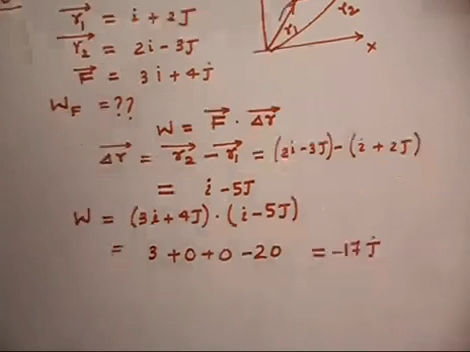 r₁ = i + 2J
r₂ = 2i - 3J
F = 3i + 4j
W_F = ??
W = F · Δr
Δr = r₂ - r₁ = (2i - 3J) - (i + 2J)
= i - 5J
W = (3i + 4J) · (i - 5J)
= 3 + 0 + 0 - 20 = -17 J
r₁
r₂
x